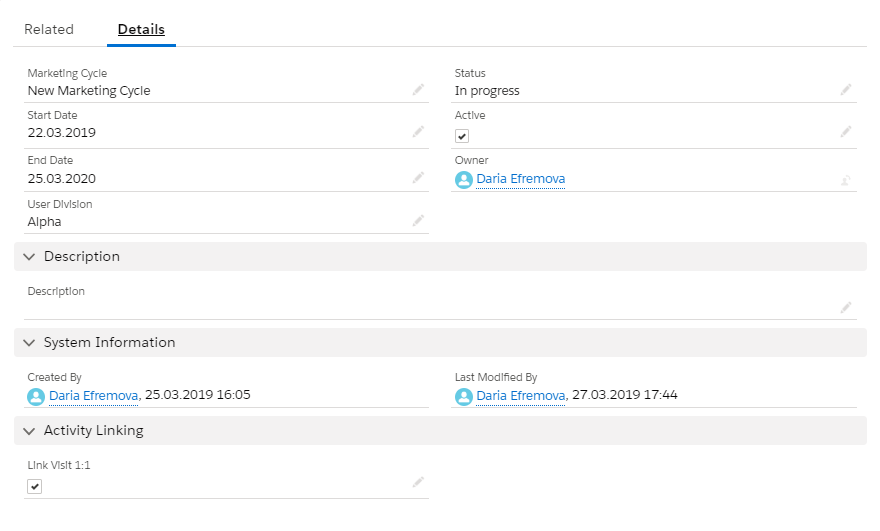 Related Details
Marketing Cycle
New Marketing Cycle
Status
In progress
Start Date
22.03.2019
Active
End Date
25.03.2020
Owner
Daria Efremova
User Division
Alpha
Description
Description
System Information
Created By
Daria Efremova, 25.03.2019 16:05
Last Modified By
Daria Efremova, 27.03.2019 17:44
Activity Linking
Link Visit 1:1